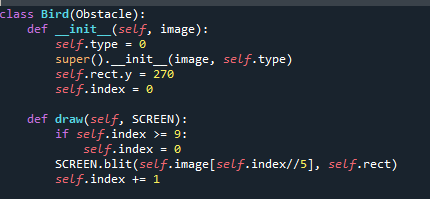 class Bird(Obstacle):
    def __init__(self, image):
        self.type = 0
        super().__init__(image, self.type)
        self.rect.y = 270
        self.index = 0

    def draw(self, SCREEN):
        if self.index >= 9:
            self.index = 0
        SCREEN.blit(self.image[self.index//5], self.rect)
        self.index += 1